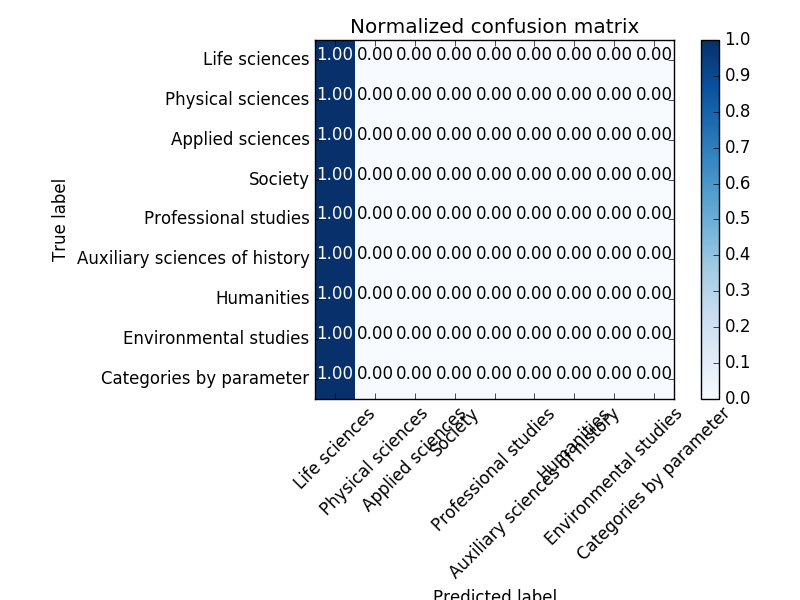 Normalized confusion matrix
True label
Life sciences 1.00 0.00 0.00 0.00 0.00 0.00 0.00 0.00 0.00
Physical sciences 1.00 0.00 0.00 0.00 0.00 0.00 0.00 0.00 0.00
Applied sciences 1.00 0.00 0.00 0.00 0.00 0.00 0.00 0.00 0.00
Society 1.00 0.00 0.00 0.00 0.00 0.00 0.00 0.00 0.00
Professional studies 1.00 0.00 0.00 0.00 0.00 0.00 0.00 0.00 0.00
Auxiliary sciences of history 1.00 0.00 0.00 0.00 0.00 0.00 0.00 0.00 0.00
Humanities 1.00 0.00 0.00 0.00 0.00 0.00 0.00 0.00 0.00
Environmental studies 1.00 0.00 0.00 0.00 0.00 0.00 0.00 0.00 0.00
Categories by parameter 1.00 0.00 0.00 0.00 0.00 0.00 0.00 0.00 0.00
Life sciences
Physical sciences
Applied sciences
Society
Professional studies
Auxiliary sciences of history
Humanities
Environmental studies
Categories by parameter
Predicted label
1.0
0.9
0.8
0.7
0.6
0.5
0.4
0.3
0.2
0.1
0.0